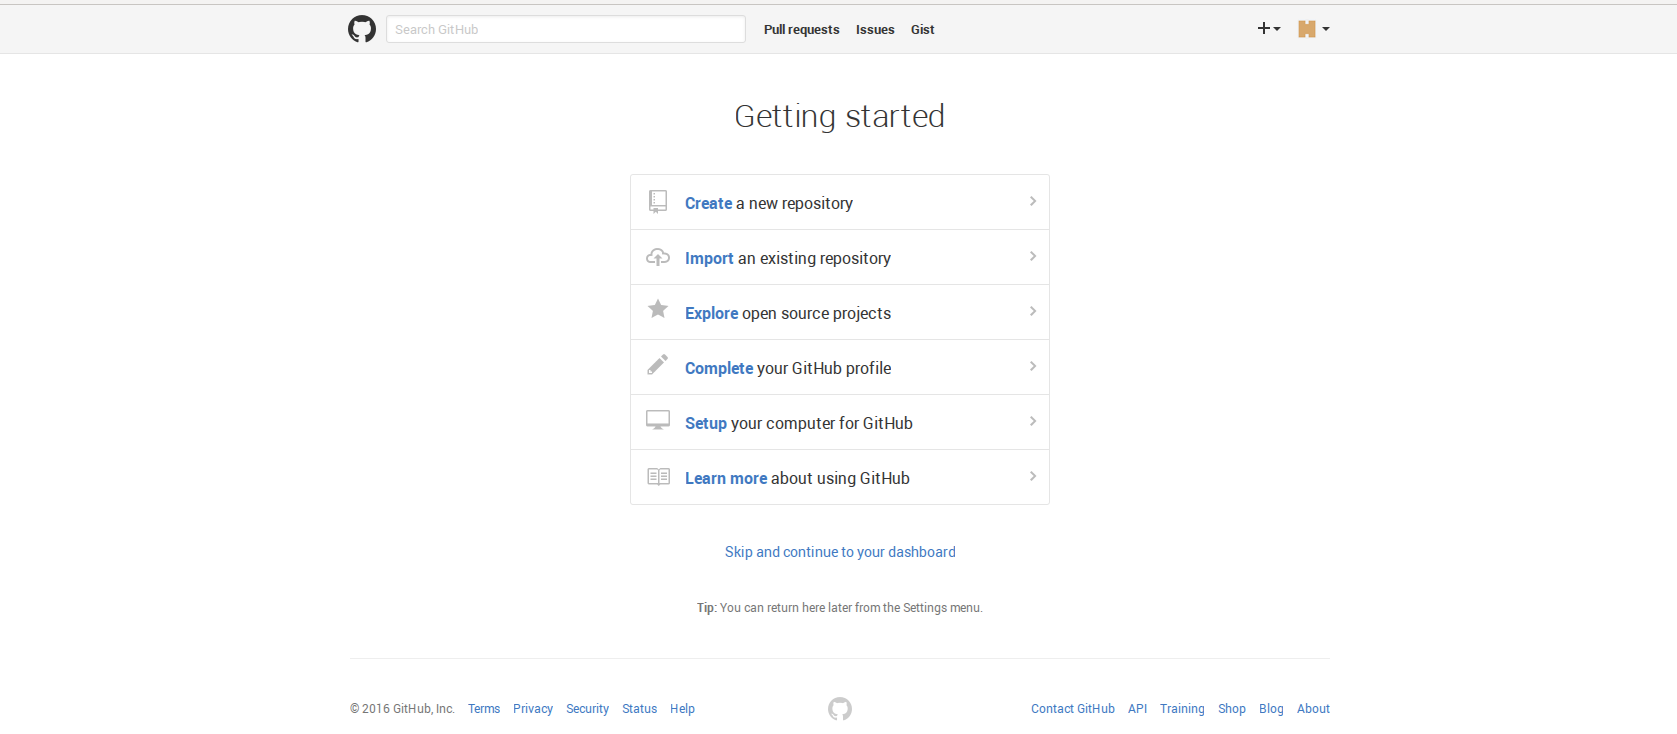 Search GitHub Pull requests Issues Gist
Getting started
Create a new repository
Import an existing repository
Explore open source projects
Complete your GitHub profile
Setup your computer for GitHub
Learn more about using GitHub
Skip and continue to your dashboard
Tip: You can return here later from the Settings menu.
© 2016 GitHub, Inc. Terms Privacy Security Status Help Contact GitHub API Training Shop Blog About